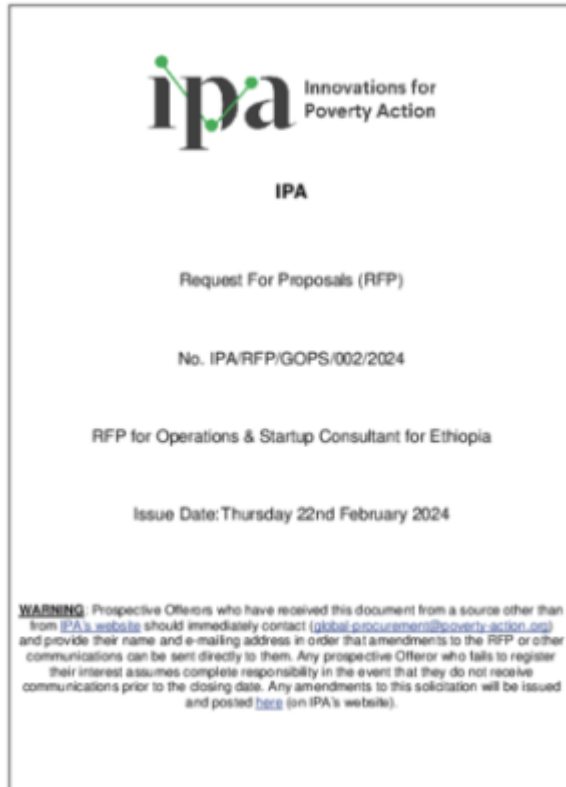 ipa Innovations for
Poverty Action
IPA
Request For Proposals (RFP)
No. IPA/RFP/GOPS/002/2024
RFP for Operations & Startup Consultant for Ethiopia
Issue Date:Thursday 22nd February 2024
WARNING: Prospective Offerors who have received this document from a source other than
from IPA's website should immediately contact (global-procurement@poverty-action.org)
and provide their name and e-mailing address in order that amendments to the RFP or other
communications can be sent directly to them. Any prospective Offeror who fails to register
their interest assumes complete responsibility in the event that they do not receive
communications prior to the closing date. Any amendments to this solicitation will be issued
and posted here (on IPA's website).